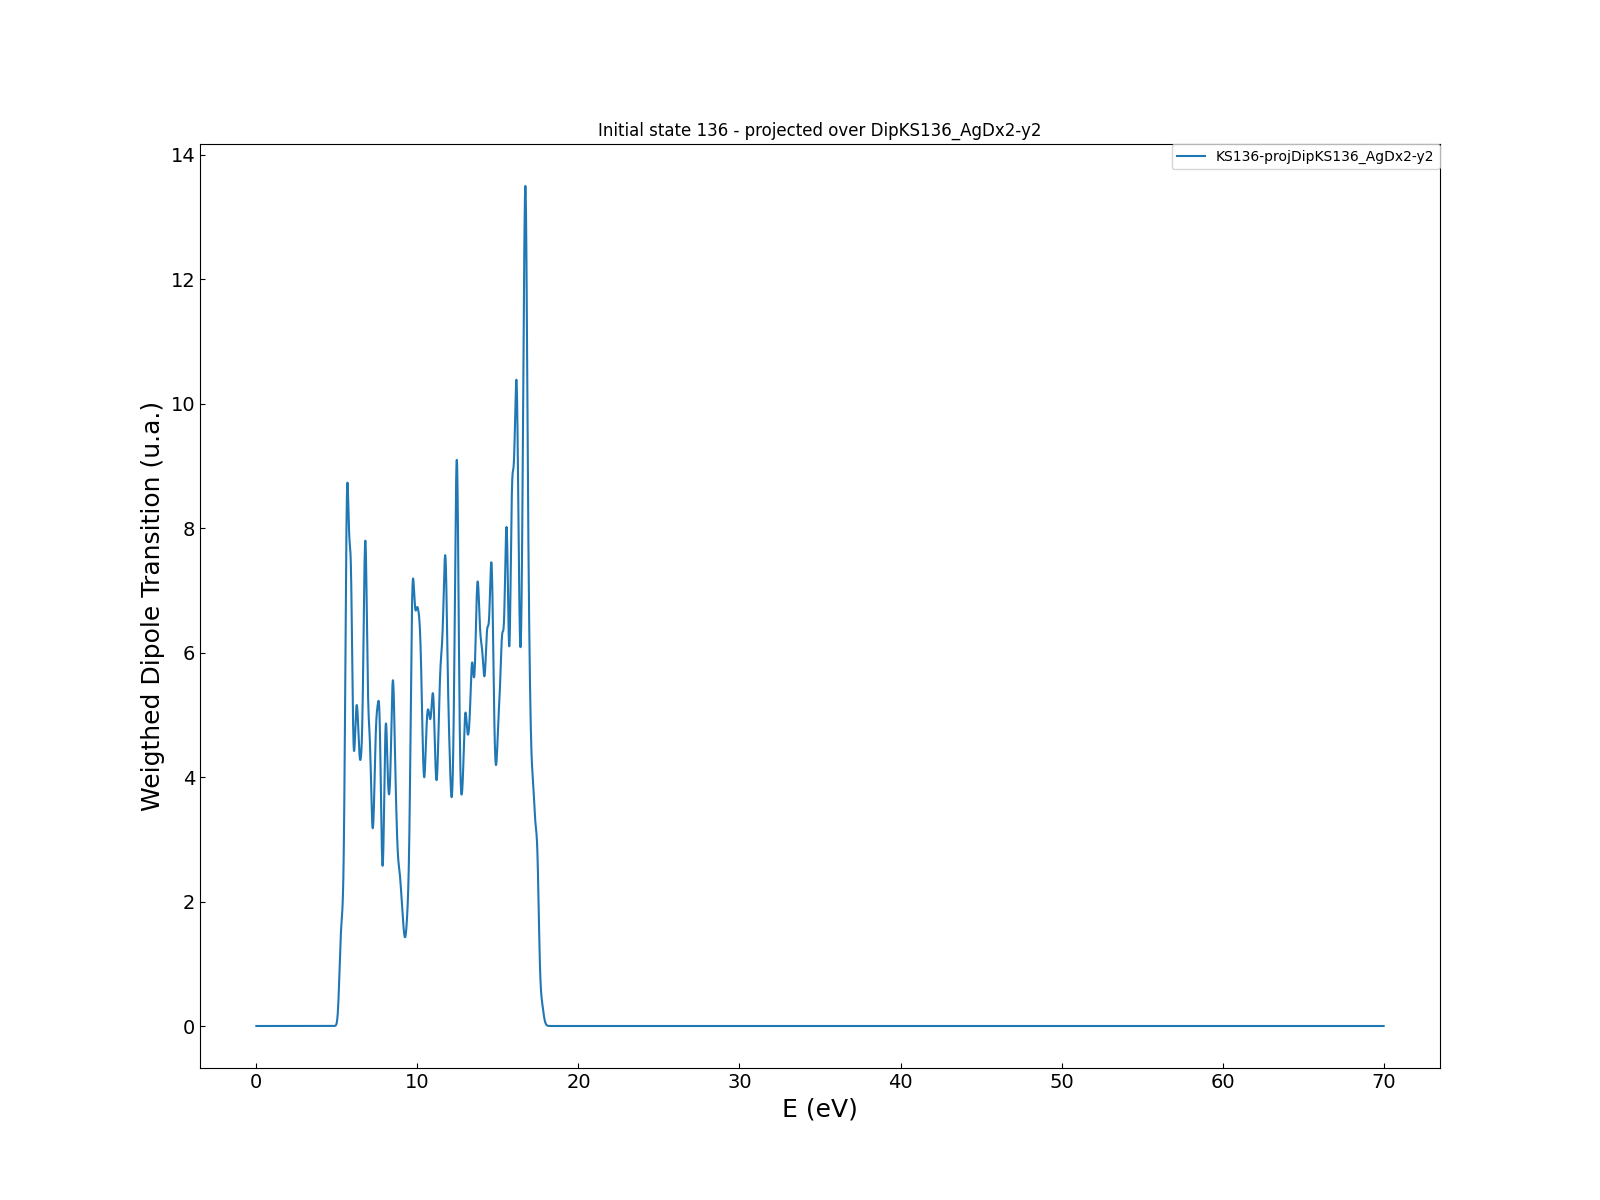 Initial state 136 - projected over DipKS136_AgDx2-y2
KS136-projDipKS136_AgDx2-y2
14
12
10
8
6
4
2
0
Weigthed Dipole Transition (u.a.)
0 10 20 30 40 50 60 70
E (eV)